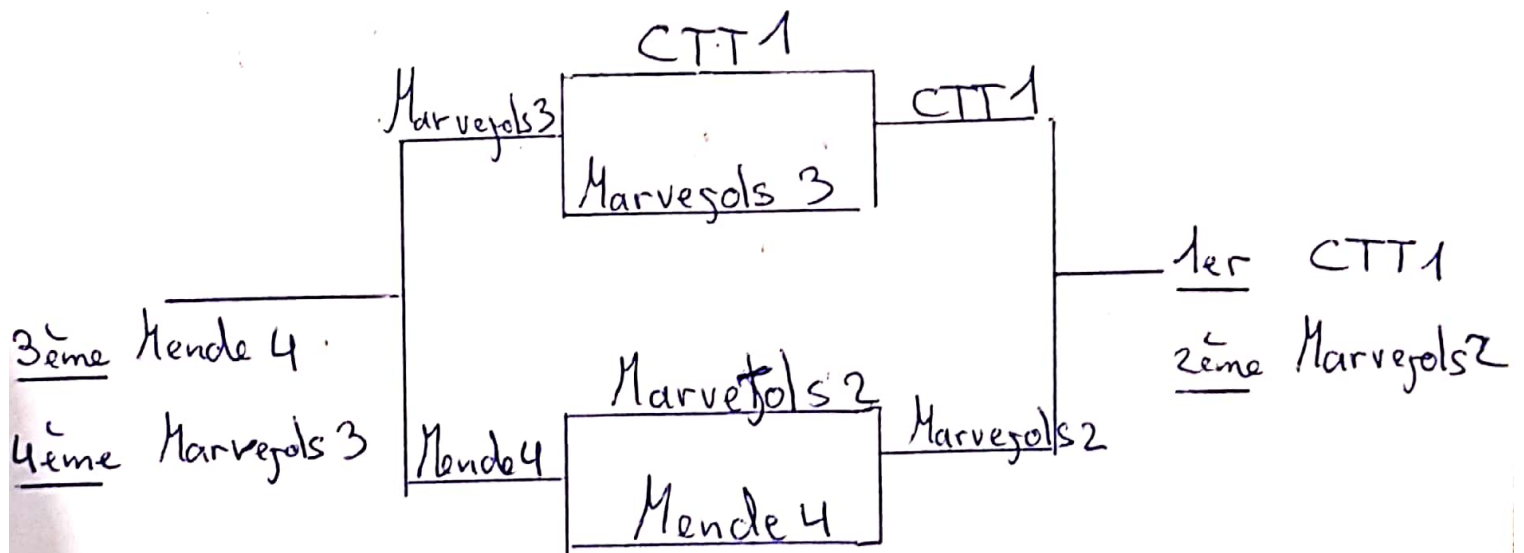 CTT1
Marvejols3
CTT1
Marvejols 3
1er CTT1
3ème Mende 4
2ème Marvejols2
Marvejols 2
4ème Marvejols 3
Mende4
Marvejols2
Mende 4